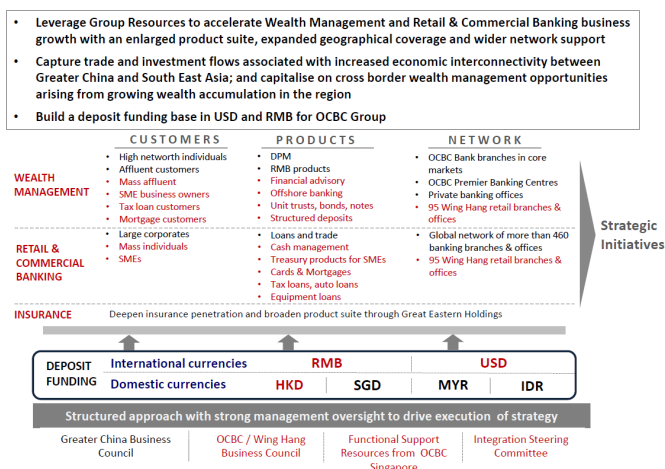 • Leverage Group Resources to accelerate Wealth Management and Retail & Commercial Banking business
growth with an enlarged product suite, expanded geographical coverage and wider network support
• Capture trade and investment flows associated with increased economic interconnectivity between
Greater China and South East Asia; and capitalise on cross border wealth management opportunities
arising from growing wealth accumulation in the region
• Build a deposit funding base in USD and RMB for OCBC Group
CUSTOMERS
PRODUCTS
NETWORK
WEALTH
MANAGEMENT
• High networth individuals
• Affluent customers
• Mass affluent
• SME business owners
• Tax loan customers
• Mortgage customers
• DPM
• RMB products
• Financial advisory
• Offshore banking
• Unit trusts, bonds, notes
• Structured deposits
• OCBC Bank branches in core
markets
• OCBC Premier Banking Centres
• Private banking offices
• 95 Wing Hang retail branches &
offices
RETAIL &
COMMERCIAL
BANKING
• Large corporates
• Mass individuals
• SMEs
• Loans and trade
• Cash management
• Treasury products for SMEs
• Cards & Mortgages
• Tax loans, auto loans
• Equipment loans
• Global network of more than 460
banking branches & offices
• 95 Wing Hang retail branches &
offices
Strategic
Initiatives
INSURANCE
Deepen insurance penetration and broaden product suite through Great Eastern Holdings
DEPOSIT
FUNDING
International currencies RMB USD
Domestic currencies HKD SGD MYR IDR
Structured approach with strong management oversight to drive execution of strategy
Greater China Business
Council
OCBC / Wing Hang
Business Council
Functional Support
Resources from OCBC
Singapore
Integration Steering
Committee